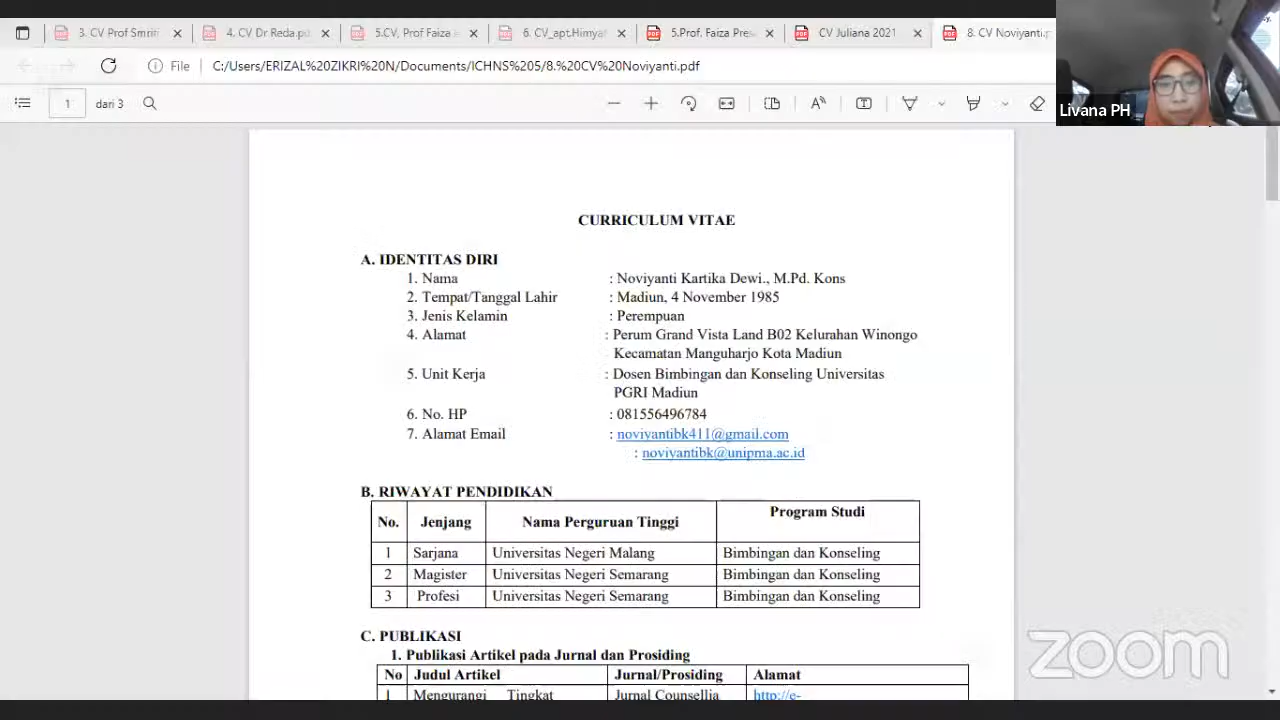 3. CV Prof Smriti
4. CV Dr Reda.pd
5.CV, Prof Faiza
6. CV_apt.Himyat
5.Prof. Faiza Pres
CV Juliana 2021
8. CV Noviyanti.p
File C:/Users/ERIZAL%20ZIKRI%20N/Documents/ICHNS%205/8.%20CV%20Noviyanti.pdf
1 dari 3
Livana PH
CURRICULUM VITAE
A. IDENTITAS DIRI
1. Nama : Noviyanti Kartika Dewi., M.Pd. Kons
2. Tempat/Tanggal Lahir : Madiun, 4 November 1985
3. Jenis Kelamin : Perempuan
4. Alamat : Perum Grand Vista Land B02 Kelurahan Winongo
Kecamatan Manguharjo Kota Madiun
5. Unit Kerja : Dosen Bimbingan dan Konseling Universitas
PGRI Madiun
6. No. HP : 081556496784
7. Alamat Email : noviyantibk411@gmail.com
: noviyantibk@unipma.ac.id
B. RIWAYAT PENDIDIKAN
No. Jenjang Nama Perguruan Tinggi Program Studi
1 Sarjana Universitas Negeri Malang Bimbingan dan Konseling
2 Magister Universitas Negeri Semarang Bimbingan dan Konseling
3 Profesi Universitas Negeri Semarang Bimbingan dan Konseling
C. PUBLIKASI
1. Publikasi Artikel pada Jurnal dan Prosiding
No Judul Artikel Jurnal/Prosiding Alamat
1 Mengurangi Tingkat Jurnal Counsellia http://e-
zoom